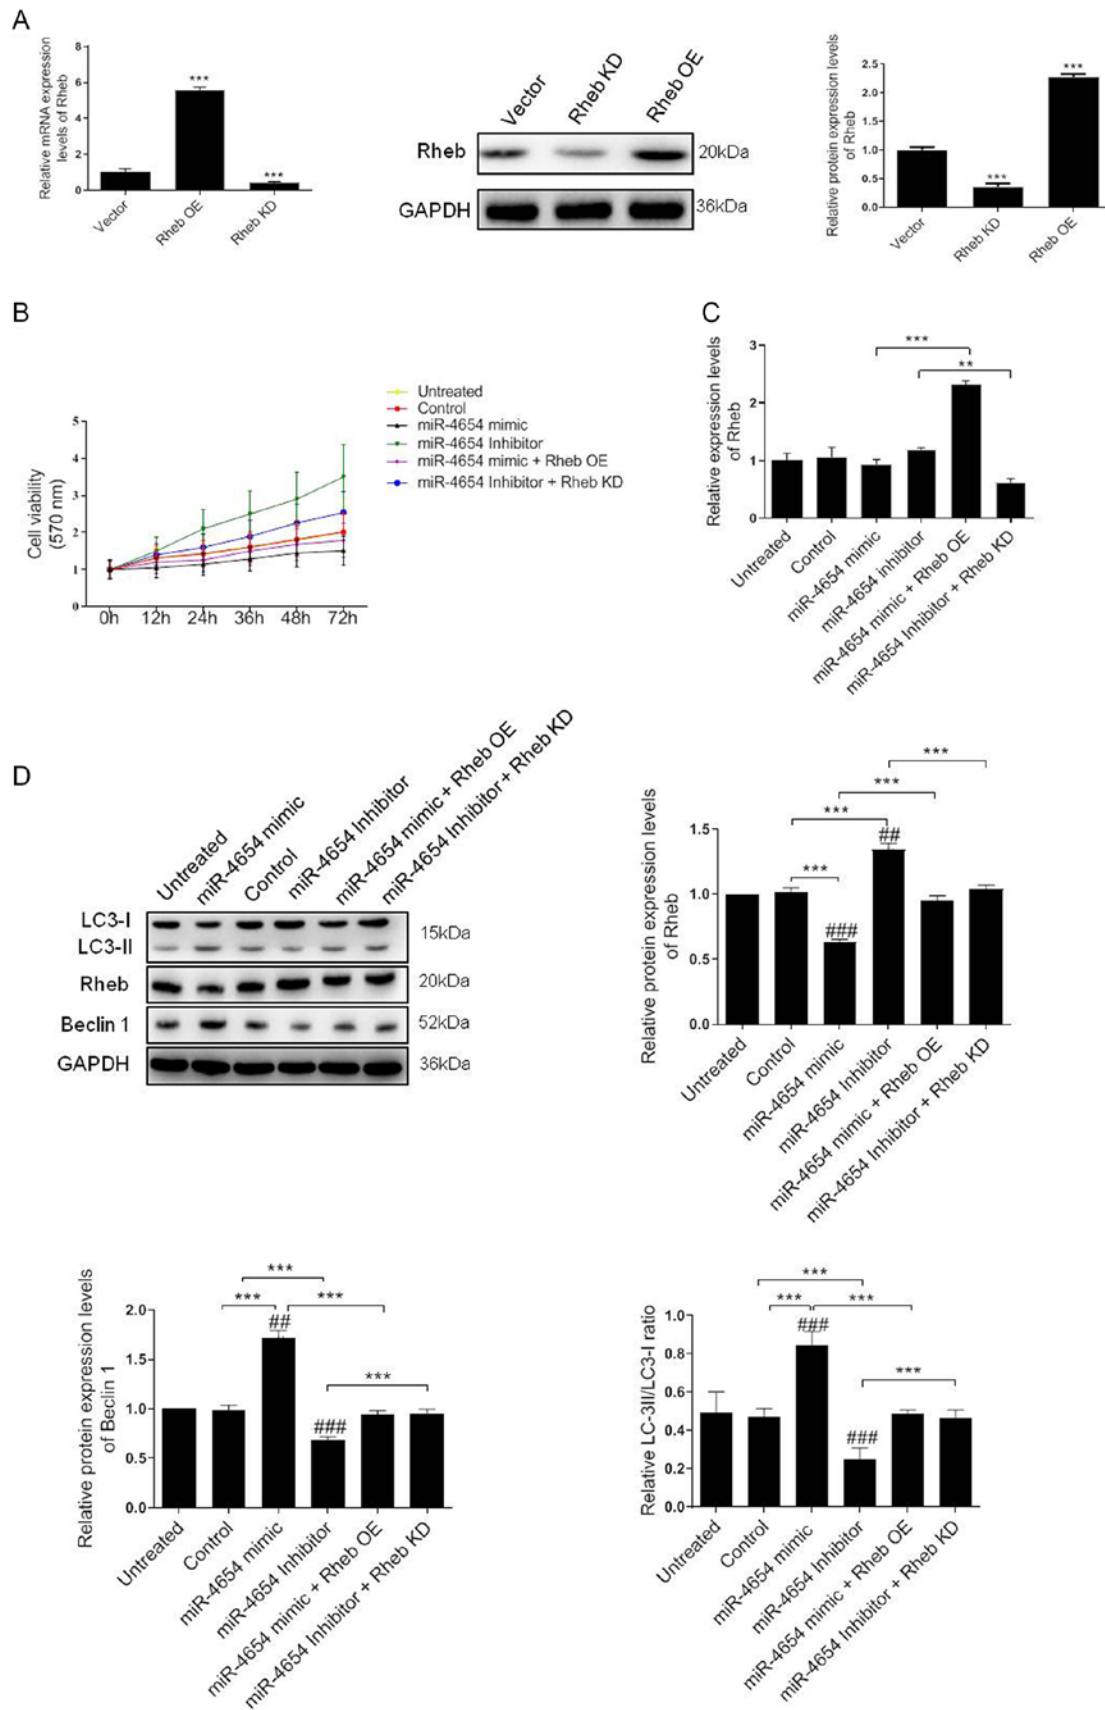 A
Relative mRNA expression
levels of Rheb
8
6
4
2
0
***
***
Vector
Rheb OE
Rheb KD
Vector
Rheb KD
Rheb OE
Rheb
20kDa
GAPDH
36kDa
Relative protein expression levels
of Rheb
2.5
2.0
1.5
1.0
0.5
0.0
***
***
Vector
Rheb KD
Rheb OE
B
Cell viability
(570 nm)
5
4
3
2
1
0
0h
12h
24h
36h
48h
72h
Untreated
Control
miR-4654 mimic
miR-4654 Inhibitor
miR-4654 mimic + Rheb OE
miR-4654 Inhibitor + Rheb KD
C
Relative expression levels
of Rheb
3
2
1
0
***
**
Untreated
Control
miR-4654 mimic
miR-4654 inhibitor
miR-4654 mimic + Rheb OE
miR-4654 Inhibitor + Rheb KD
D
Untreated
miR-4654 mimic
Control
miR-4654 Inhibitor
miR-4654 mimic + Rheb OE
miR-4654 Inhibitor + Rheb KD
LC3-I
LC3-II
15kDa
Rheb
20kDa
Beclin 1
52kDa
GAPDH
36kDa
Relative protein expression levels
of Rheb
1.5
1.0
0.5
0.0
***
***
***
***
##
###
Untreated
Control
miR-4654 mimic
miR-4654 Inhibitor
miR-4654 mimic + Rheb OE
miR-4654 Inhibitor + Rheb KD
Relative protein expression levels
of Beclin 1
2.0
1.5
1.0
0.5
0.0
***
***
***
##
***
###
Untreated
Control
miR-4654 mimic
miR-4654 Inhibitor
miR-4654 mimic + Rheb OE
miR-4654 Inhibitor + Rheb KD
Relative LC-3II/LC3-I ratio
1.0
0.8
0.6
0.4
0.2
0.0
***
***
***
###
***
###
Untreated
Control
miR-4654 mimic
miR-4654 Inhibitor
miR-4654 mimic + Rheb OE
miR-4654 Inhibitor + Rheb KD